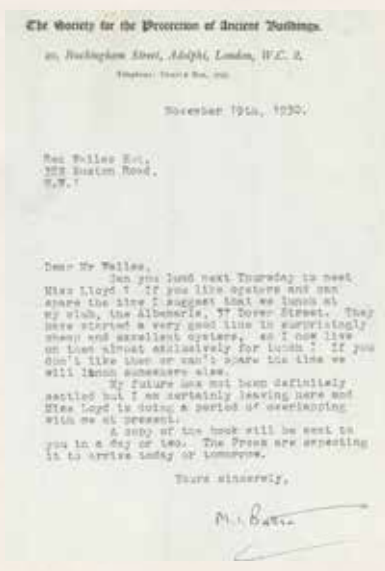 The Society for the Protection of Ancient Buildings.
20, Buckingham Street, Adelphi, London, W.C. 2.
November 19th, 1930.
Rex Wailes Esq,
Euston Road,
N.W.1
Dear Mr Wailes,
Can you lunch next Thursday to meet
Miss Lloyd ? If you like oysters and can
spare the time I suggest that we lunch at
my club, the Albemarle, 37 Dover Street. They
have started a very good line in surprisingly
cheap and excellent oysters, so I now live
on them almost exclusively for lunch ! If you
don't like them or can't spare the time we
will lunch somewhere else.
My future has not been definitely
settled but I am certainly leaving here and
Miss Loyd is doing a period of overlapping
with me at present.
A copy of the book will be sent to
you in a day or two. The Press are expecting
it to arrive today or tomorrow.
Yours sincerely,